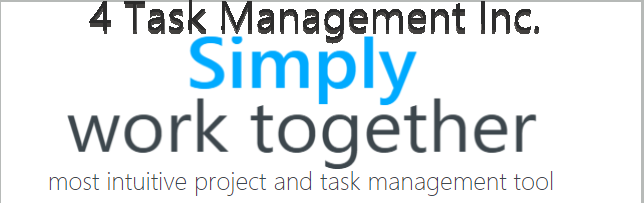 4 Task Management Inc.
Simply
work together
most intuitive project and task management tool